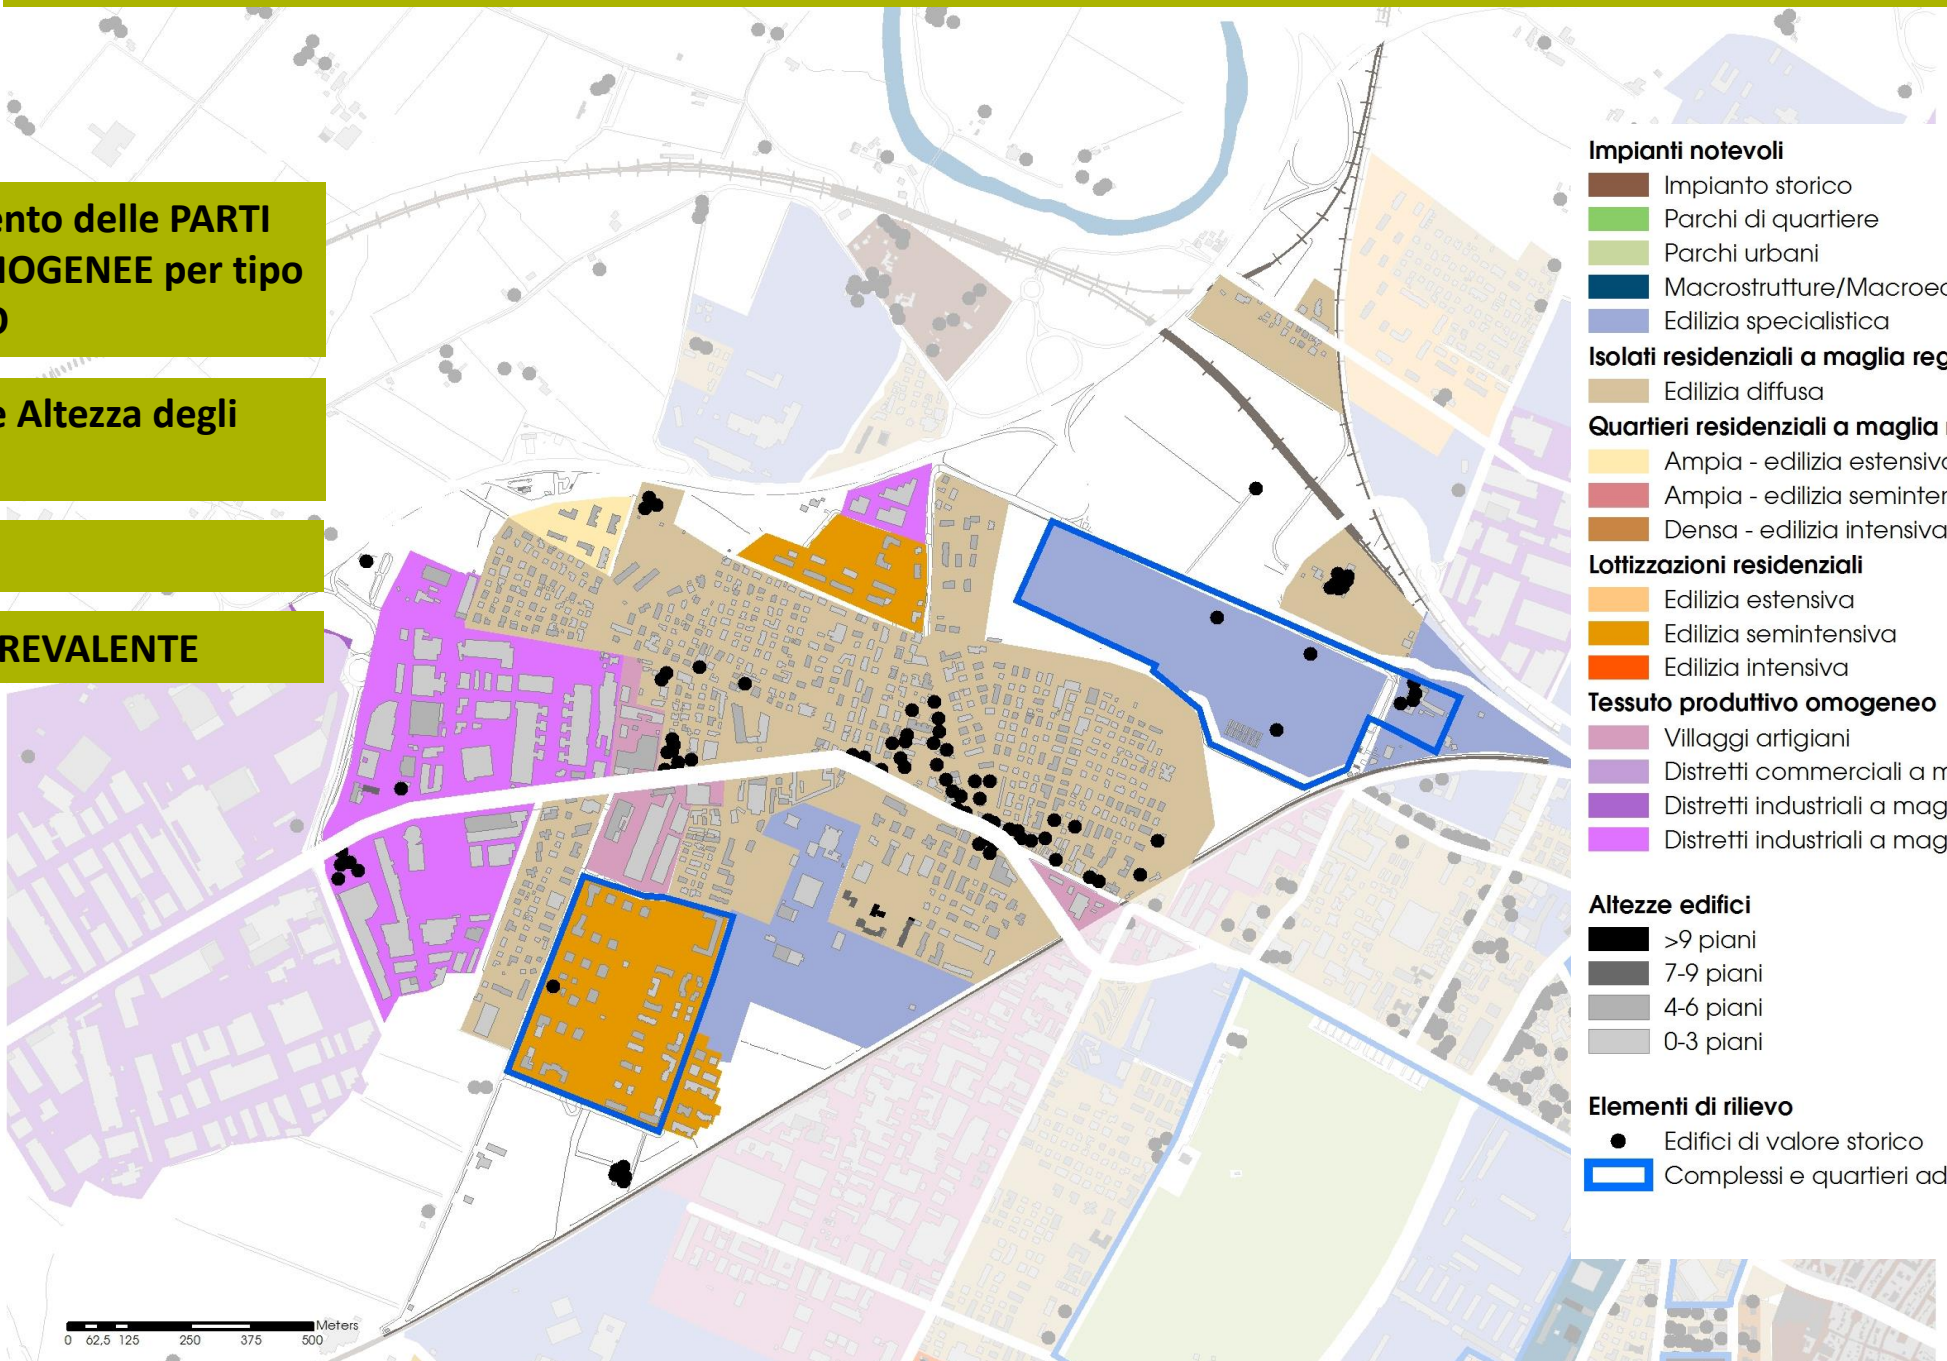 ento delle PARTI
MOGENEE per tipo
O
e Altezza degli
REVALENTE
Impianti notevoli
Impianto storico
Parchi di quartiere
Parchi urbani
Macrostrutture/Macroec
Edilizia specialistica
Isolati residenziali a maglia reg
Edilizia diffusa
Quartieri residenziali a maglia r
Ampia - edilizia estensiva
Ampia - edilizia seminten
Densa - edilizia intensiva
Lottizzazioni residenziali
Edilizia estensiva
Edilizia semintensiva
Edilizia intensiva
Tessuto produttivo omogeneo
Villaggi artigiani
Distretti commerciali a m
Distretti industriali a mag
Distretti industriali a mag
Altezze edifici
>9 piani
7-9 piani
4-6 piani
0-3 piani
Elementi di rilievo
Edifici di valore storico
Complessi e quartieri ad
Meters
0 62,5 125 250 375 500